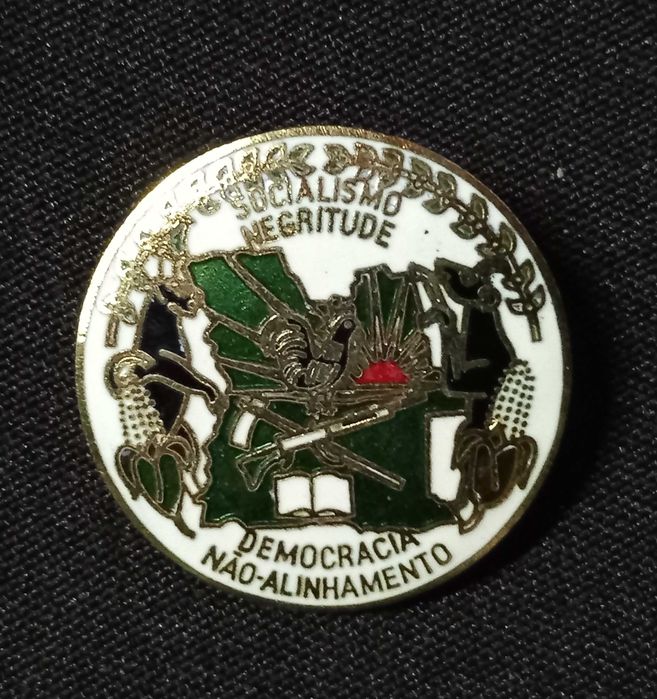 SOCIALISMO
NEGRITUDE
DEMOCRACIA
NÃO-ALINHAMENTO